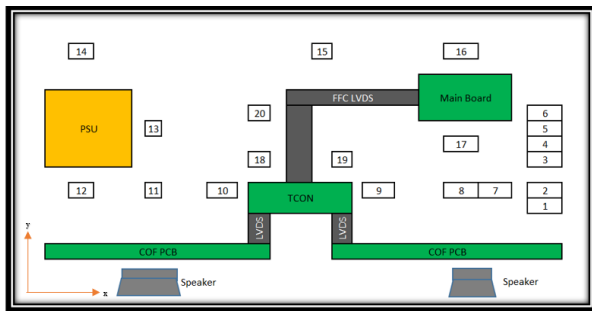 14
15
16
FFC LVDS
Main Board
PSU
13
20
6
5
4
3
17
18
19
12
11
10
TCON
9
8
7
2
1
LVDS
LVDS
COF PCB
COF PCB
y
x
Speaker
Speaker